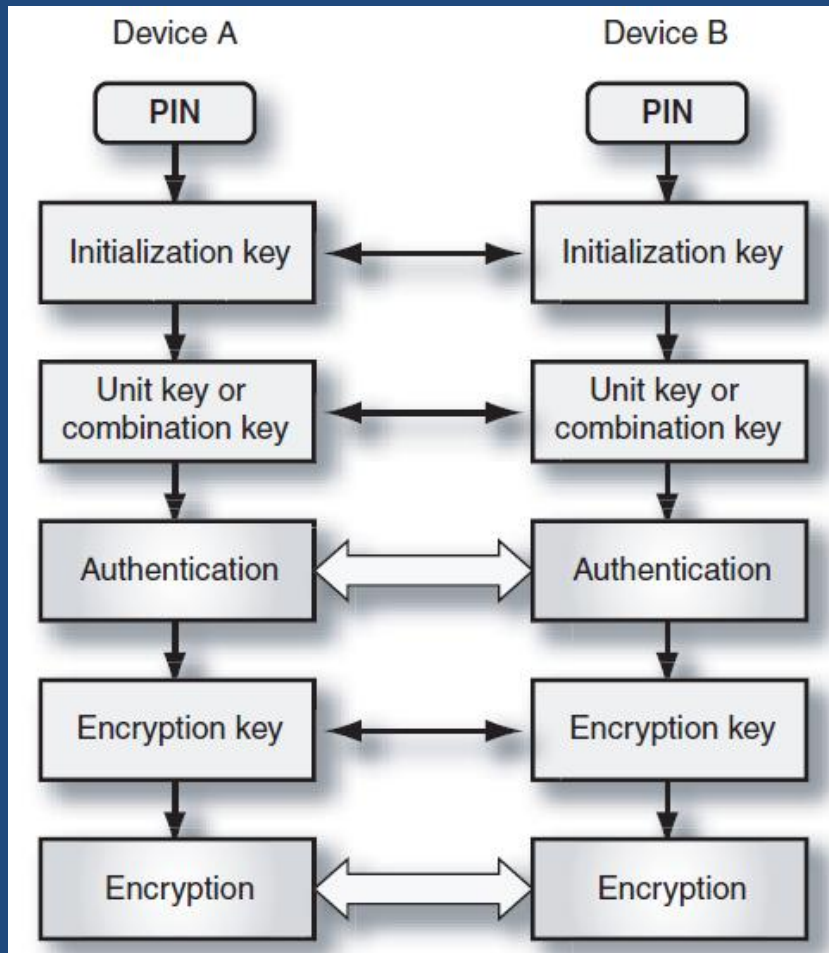 Device A
Device B
PIN
PIN
Initialization key
Initialization key
Unit key or
combination key
Unit key or
combination key
Authentication
Authentication
Encryption key
Encryption key
Encryption
Encryption